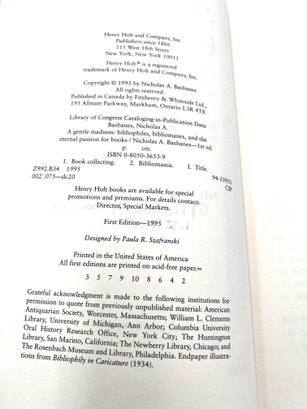 Henry Holt and Company, Inc.
Publishers since 1866
115 West 18th Street
New York, New York 10011
Henry Holt® is a registered
trademark of Henry Holt and Company, Inc.
Copyright © 1995 by Nicholas A. Basbanes
All rights reserved.
Published in Canada by Fitzhenry & Whiteside Ltd.,
195 Allstate Parkway, Markham, Ontario L3R 4T8.
Library of Congress Cataloging-in-Publication Data
Basbanes, Nicholas A.
A gentle madness: bibliophiles, bibliomanes, and the
eternal passion for books / Nicholas A. Basbanes—1st ed.
p. cm.
ISBN 0-8050-3653-9
1. Book collecting. 2. Bibliomania. I. Title.
Z992.B34 1995
002'.075—dc20
CIP
Henry Holt books are available for special
promotions and premiums. For details contact:
Director, Special Markets.
First Edition—1995
Designed by Paula R. Szafranski
Printed in the United States of America
All first editions are printed on acid-free paper.∞
3 5 7 9 10 8 6 4 2
Grateful acknowledgment is made to the following institutions for
permission to quote from previously unpublished material: American
Antiquarian Society, Worcester, Massachusetts; William L. Clements
Library, University of Michigan, Ann Arbor; Columbia University
Oral History Research Office, New York City; The Huntington
Library, San Marino, California; The Newberry Library, Chicago; and
The Rosenbach Museum and Library, Philadelphia. Endpaper illustra-
tions from Bibliophily in Caricature (1934).